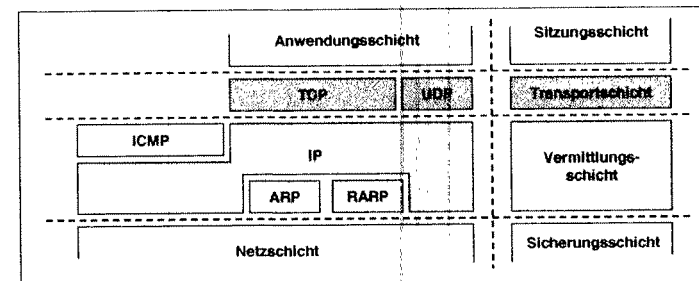 Anwendungsschicht
Sitzungsschicht
TCP
UDP
Transportschicht
ICMP
IP
Vermittlungs-
schicht
ARP
RARP
Netzschicht
Sicherungsschicht